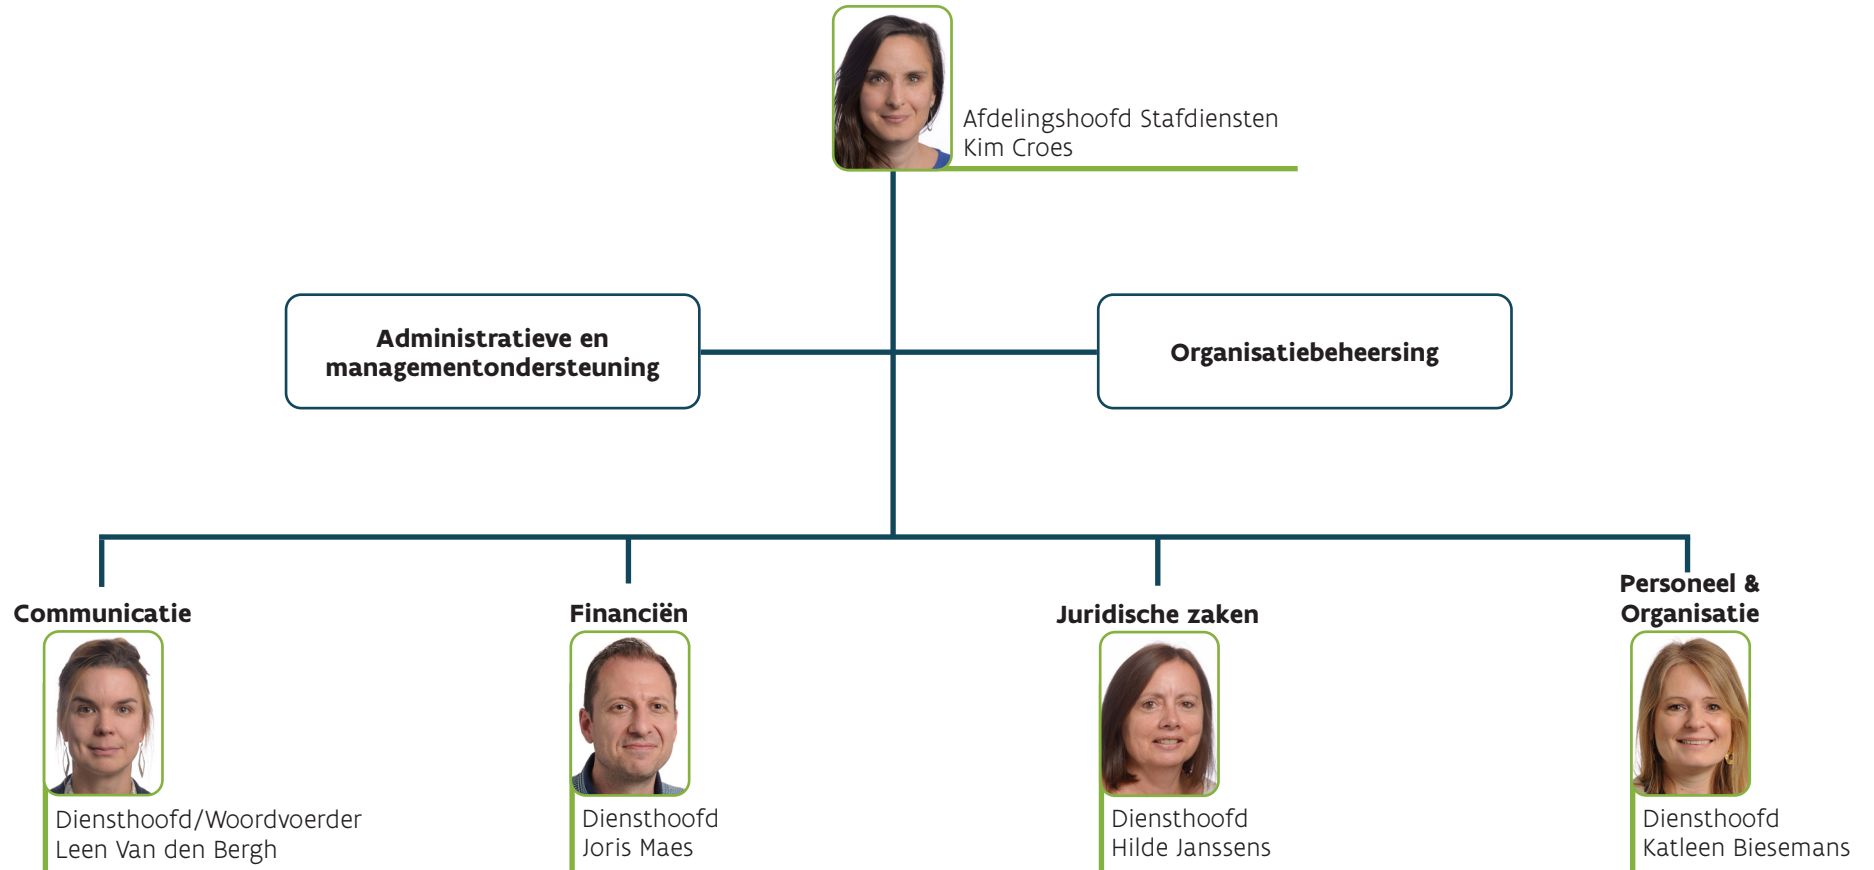 Afdelingshoofd Stafdiensten
Kim Croes
Administratieve en
managementondersteuning
Organisatiebeheersing
Communicatie
Diensthoofd/Woordvoerder
Leen Van den Bergh
Financiën
Diensthoofd
Joris Maes
Juridische zaken
Diensthoofd
Hilde Janssens
Personeel &
Organisatie
Diensthoofd
Katleen Biesemans